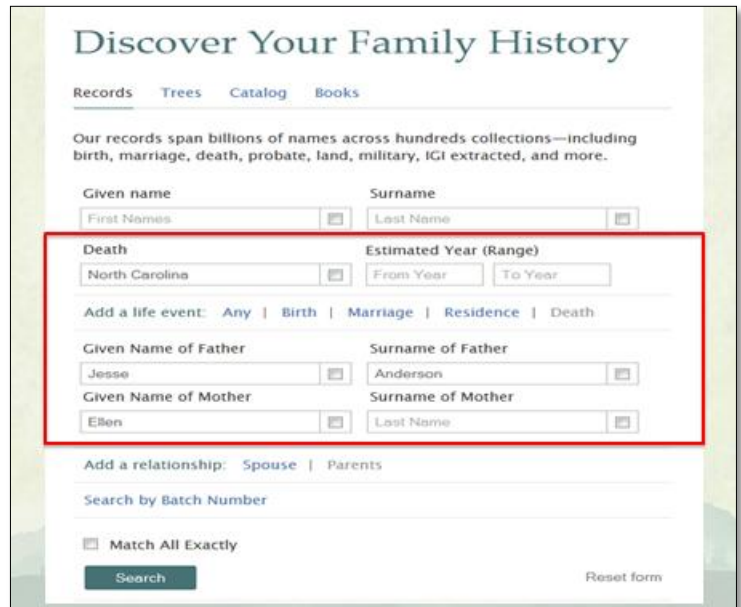 Discover Your Family History
Records Trees Catalog Books
Our records span billions of names across hundreds collections—including
birth, marriage, death, probate, land, military, IGI extracted, and more.
Given name Surname
First Names Last Name
Death Estimated Year (Range)
North Carolina From Year To Year
Add a life event: Any | Birth | Marriage | Residence | Death
Given Name of Father Surname of Father
Jesse Anderson
Given Name of Mother Surname of Mother
Ellen Last Name
Add a relationship: Spouse | Parents
Search by Batch Number
Match All Exactly
Search Reset form